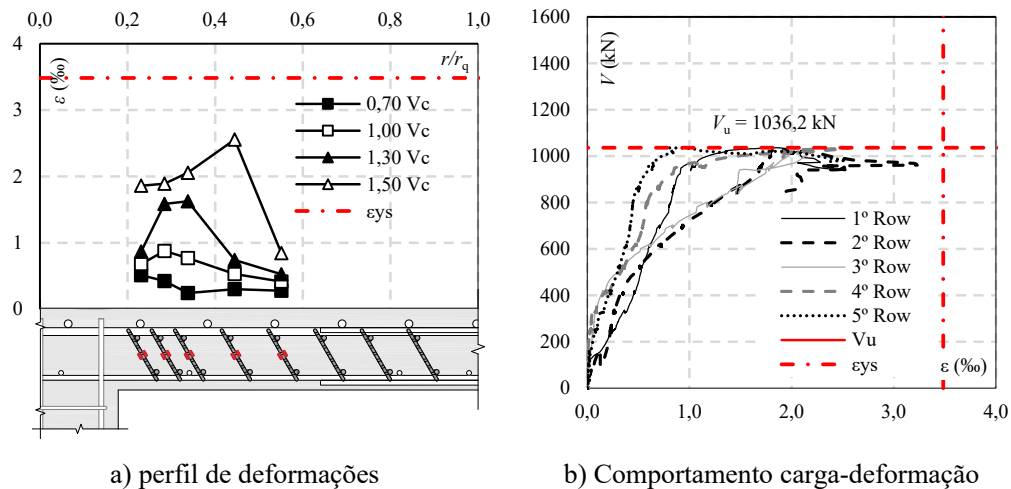 0,0 0,2 0,4 0,6 0,8 1,0
r/rq
4
3
2
1
0
ε (‰)
0,70 Vc
1,00 Vc
1,30 Vc
1,50 Vc
εys
a) perfil de deformações
1600
1400
1200
1000
800
600
400
200
0
V (kN)
Vu = 1036,2 kN
1º Row
2º Row
3º Row
4º Row
5º Row
Vu
εys
ε (‰)
0,0 1,0 2,0 3,0 4,0
b) Comportamento carga-deformação